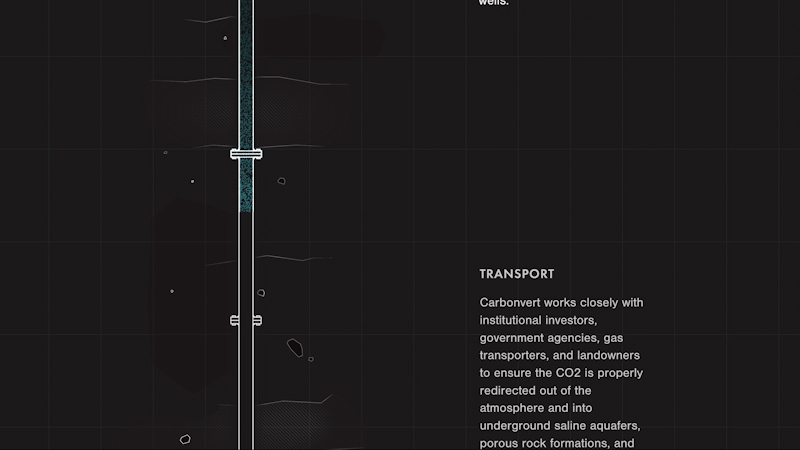 wells.
TRANSPORT
Carbonvert works closely with
institutional investors,
government agencies, gas
transporters, and landowners
to ensure the CO2 is properly
redirected out of the
atmosphere and into
underground saline aquafers,
porous rock formations, and